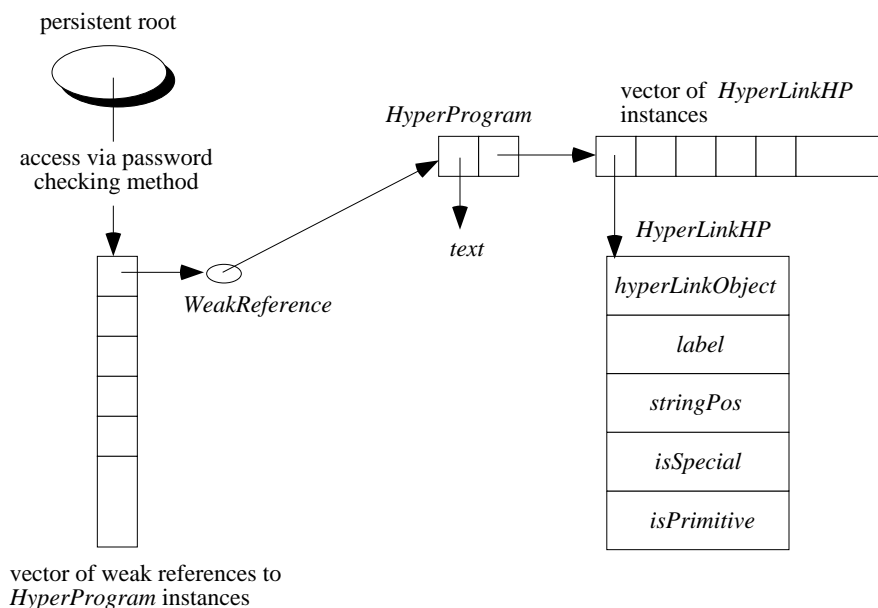 persistent root
access via password
checking method
WeakReference
vector of weak references to
HyperProgram instances
HyperProgram
text
vector of HyperLinkHP
instances
HyperLinkHP
hyperLinkObject
label
stringPos
isSpecial
isPrimitive